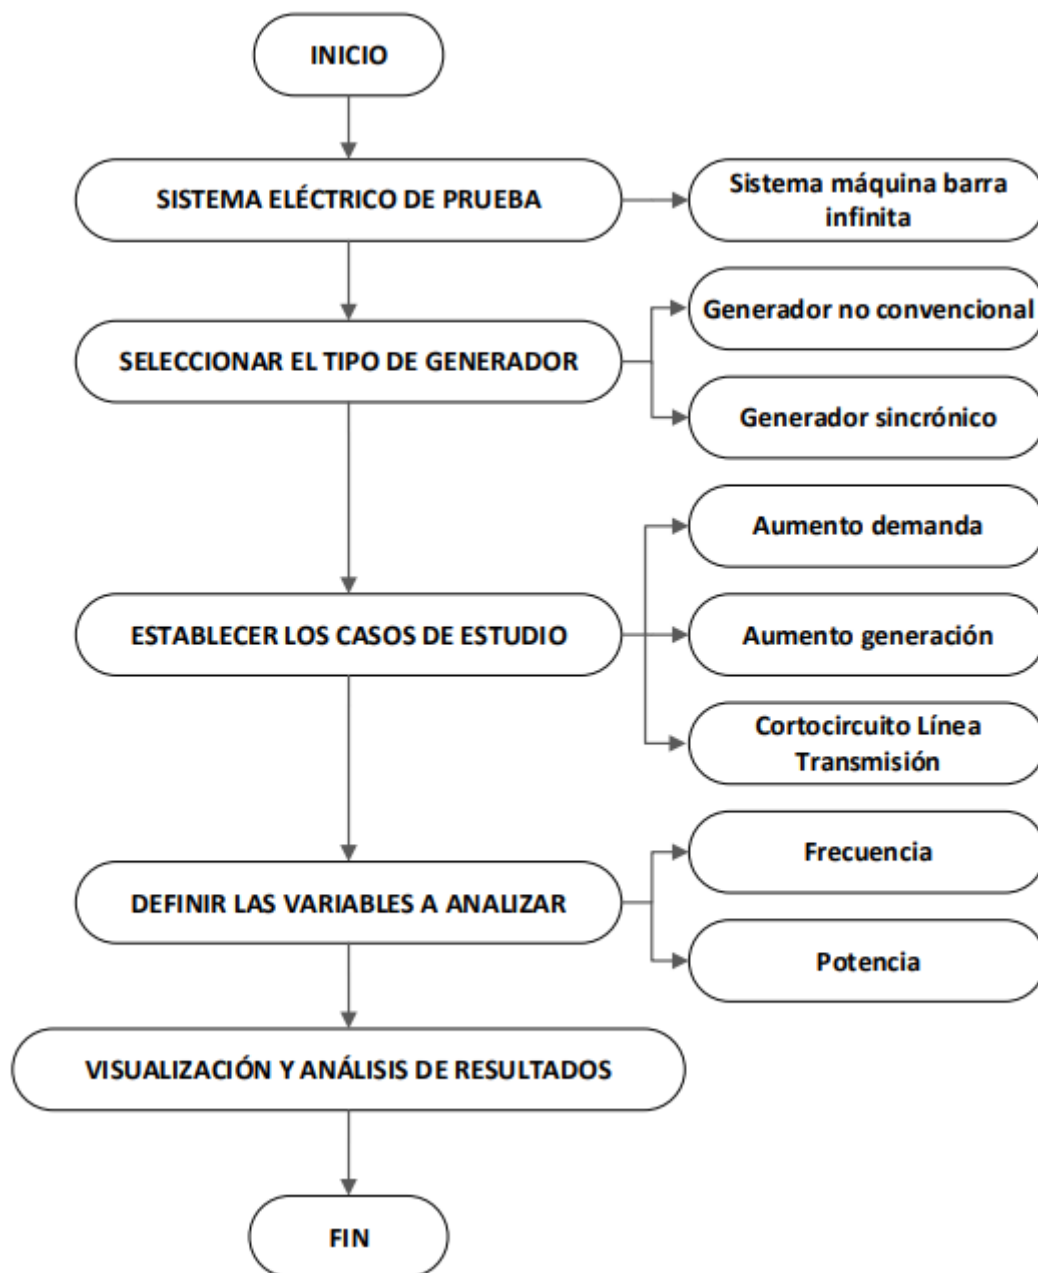 INICIO
SISTEMA ELÉCTRICO DE PRUEBA
Sistema máquina barra
infinita
SELECCIONAR EL TIPO DE GENERADOR
Generador no convencional
Generador sincrónico
ESTABLECER LOS CASOS DE ESTUDIO
Aumento demanda
Aumento generación
Cortocircuito Línea
Transmisión
DEFINIR LAS VARIABLES A ANALIZAR
Frecuencia
Potencia
VISUALIZACIÓN Y ANÁLISIS DE RESULTADOS
FIN